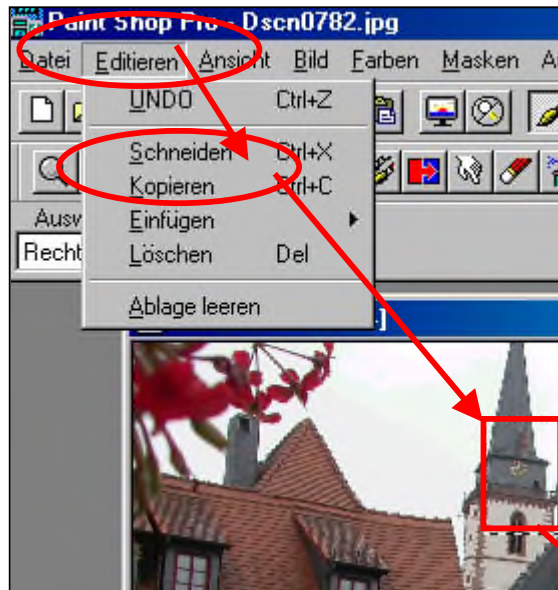 Paint Shop Pro - Dscn0782.jpg
Datei Editieren Ansicht Bild Farben Masken
UNDO Ctrl+Z
Schneiden Ctrl+X
Kopieren Ctrl+C
Einfügen
Löschen Del
Ablage leeren
Ausw
Recht